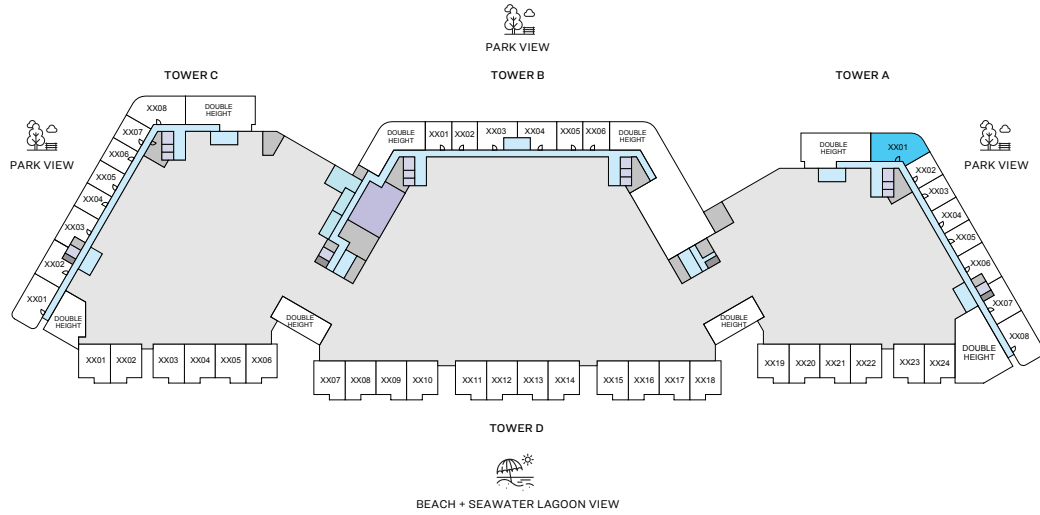 PARK VIEW
TOWER C
TOWER B
TOWER A
PARK VIEW
PARK VIEW
XX08
DOUBLE
HEIGHT
XX07
XX06
XX05
XX04
XX03
XX02
XX01
DOUBLE
HEIGHT
DOUBLE
HEIGHT
XX01
XX02
XX03
XX04
XX05
XX06
DOUBLE
HEIGHT
DOUBLE
HEIGHT
XX01
XX02
XX03
XX04
XX05
XX06
XX07
XX08
DOUBLE
HEIGHT
DOUBLE
HEIGHT
DOUBLE
HEIGHT
XX01
XX02
XX03
XX04
XX05
XX06
XX07
XX08
XX09
XX10
XX11
XX12
XX13
XX14
XX15
XX16
XX17
XX18
XX19
XX20
XX21
XX22
XX23
XX24
TOWER D
BEACH + SEAWATER LAGOON VIEW